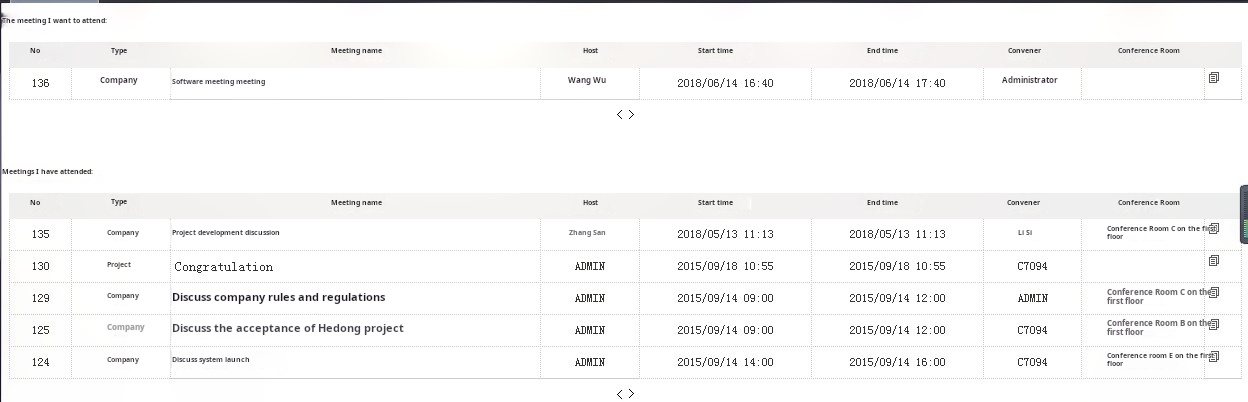 The meeting I want to attend:
No Type Meeting name Host Start time End time Convener Conference Room
136 Company Software meeting meeting Wang Wu 2018/06/14 16:40 2018/06/14 17:40 Administrator
Meetings I have attended:
No Type Meeting name Host Start time End time Convener Conference Room
135 Company Project development discussion Zhang San 2018/05/13 11:13 2018/05/13 11:13 Li Si Conference Room C on the first
floor
130 Project Congratulation ADMIN 2015/09/18 10:55 2015/09/18 10:55 C7094
129 Company Discuss company rules and regulations ADMIN 2015/09/14 09:00 2015/09/14 12:00 ADMIN Conference Room C on the
first floor
125 Company Discuss the acceptance of Hedong project ADMIN 2015/09/14 09:00 2015/09/14 12:00 C7094 Conference Room B on the
first floor
124 Company Discuss system launch ADMIN 2015/09/14 14:00 2015/09/14 16:00 C7094 Conference room E on the first
floor